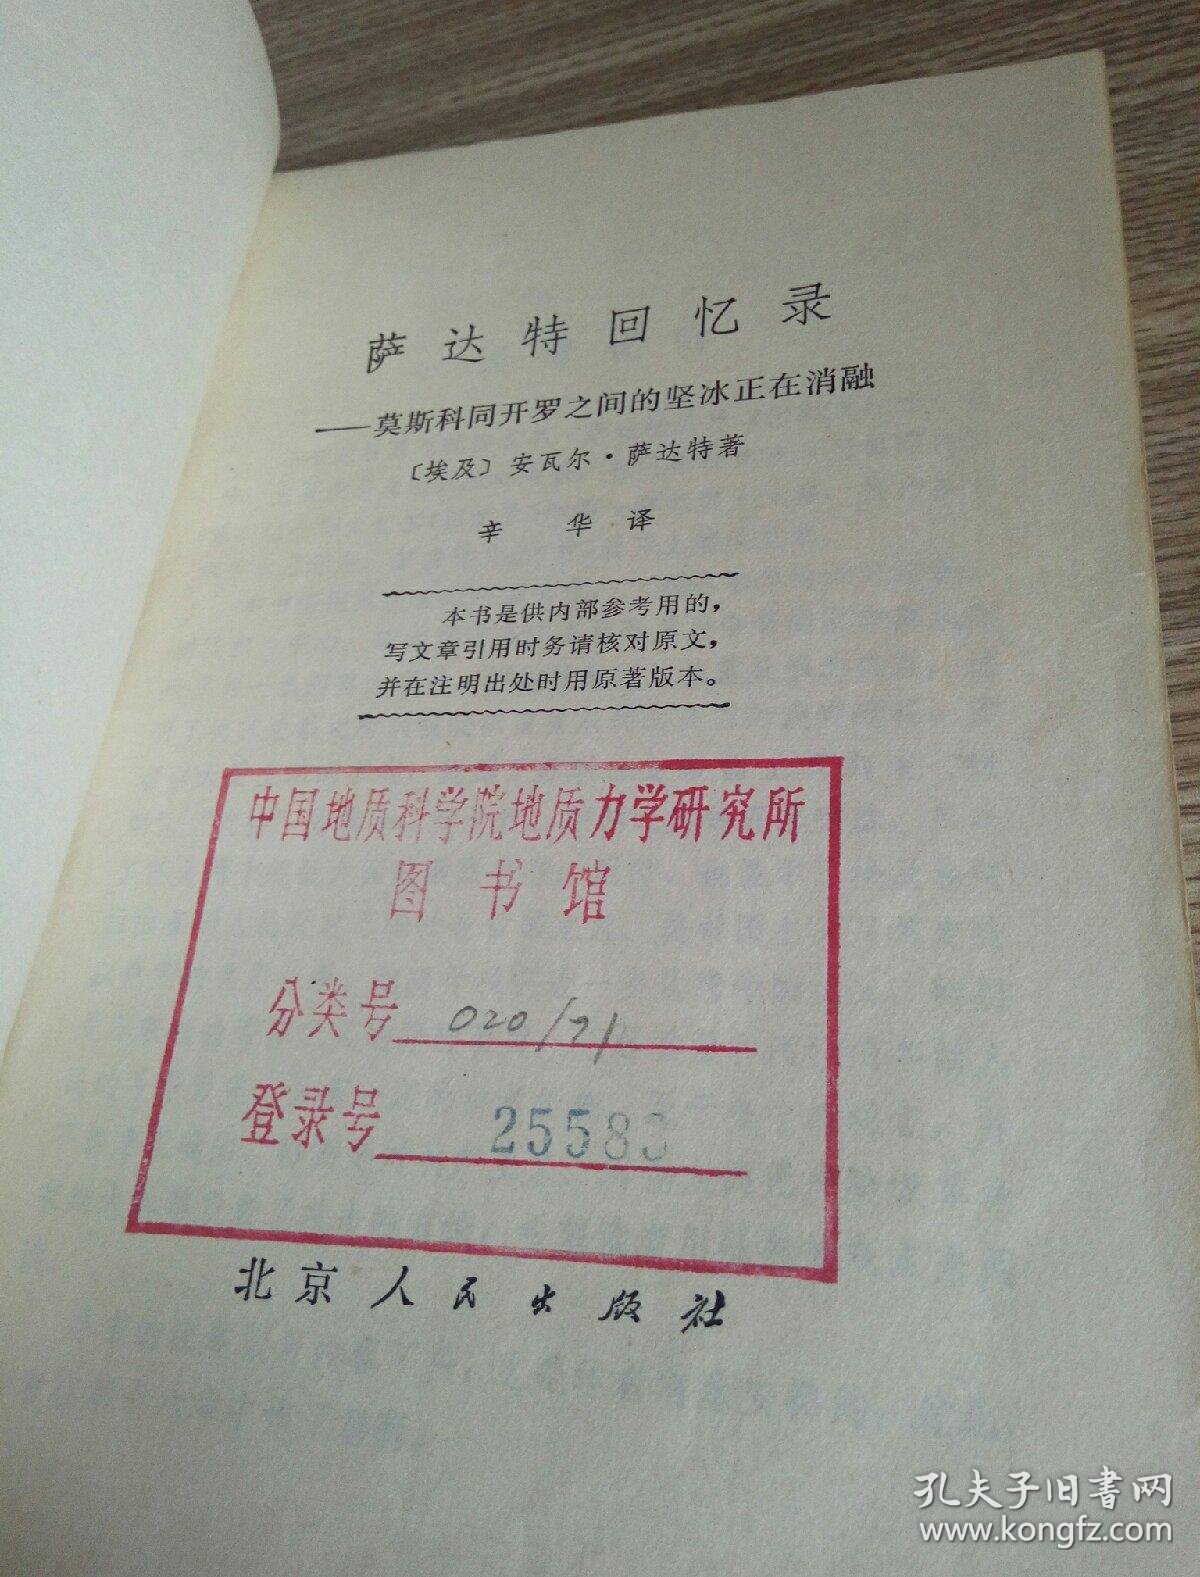 萨达特回忆录
——莫斯科同开罗之间的坚冰正在消融
〔埃及〕安瓦尔·萨达特著
辛 华译
本书是供内部参考用的，
写文章引用时务请核对原文，
并在注明出处时用原著版本。
中国地质科学院地质力学研究所
图书馆
分类号 020/71
登录号 25583
北京人民出版社
孔夫子旧书网
www.kongfz.com